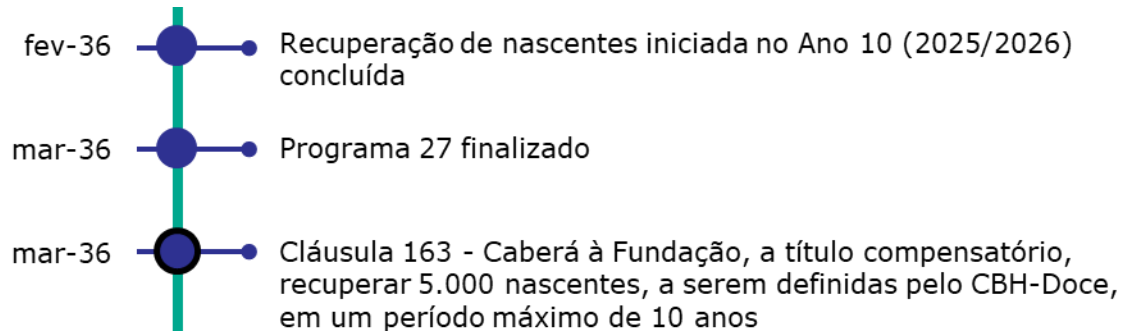 fev-36 Recuperação de nascentes iniciada no Ano 10 (2025/2026)
concluída
mar-36 Programa 27 finalizado
mar-36 Cláusula 163 - Caberá à Fundação, a título compensatório,
recuperar 5.000 nascentes, a serem definidas pelo CBH-Doce,
em um período máximo de 10 anos